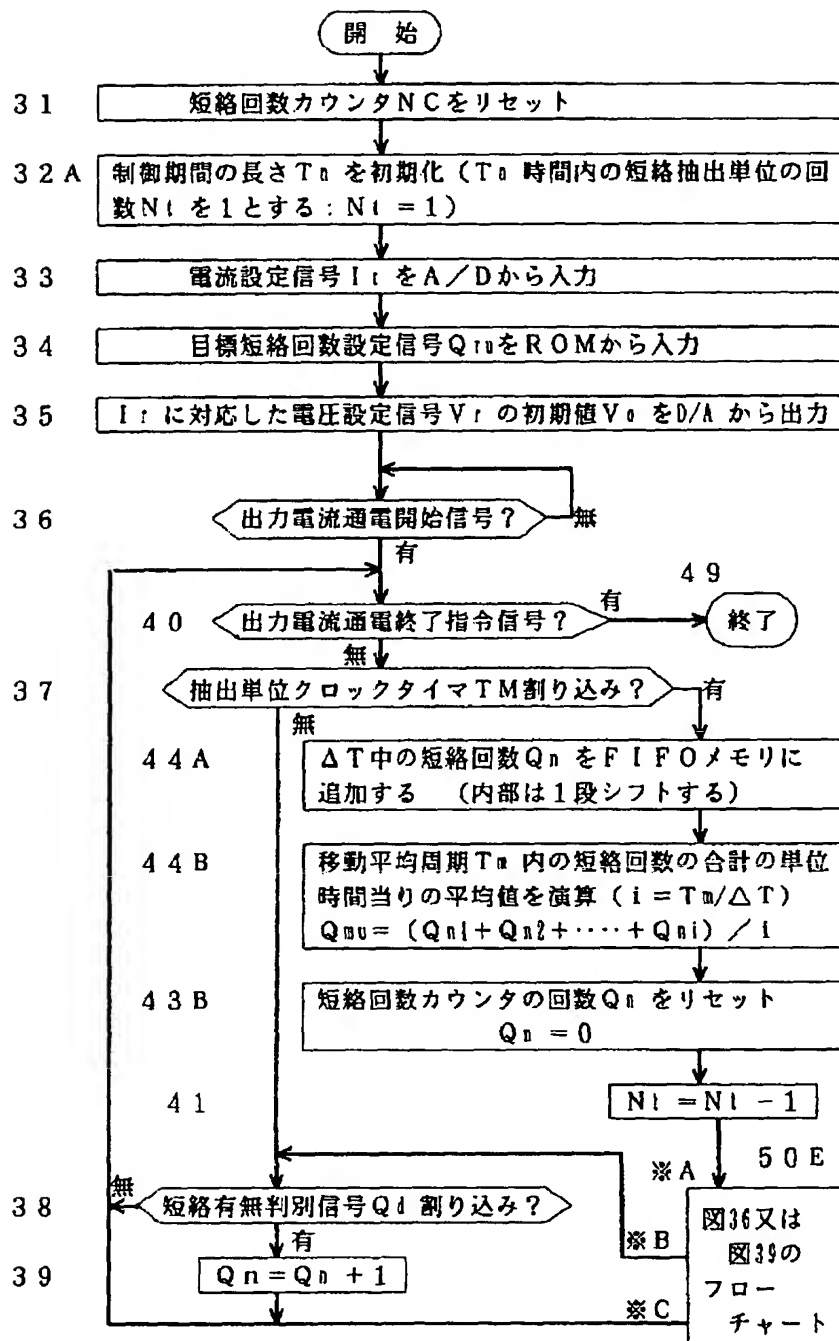 開 始
31 短絡回数カウンタNCをリセット
32A 制御期間の長さTnを初期化（Tn時間内の短絡抽出単位の回
数Ntを1とする：Nt=1）
33 電流設定信号IrをA／Dから入力
34 目標短絡回数設定信号QruをROMから入力
35 Irに対応した電圧設定信号Vrの初期値VoをD/Aから出力
36 出力電流通電開始信号？ 無
有
49
40 出力電流通電終了指令信号？ 有 終了
無
37 抽出単位クロックタイマTM割り込み？ 有
無
44A ΔT中の短絡回数QnをFIFOメモリに
追加する （内部は1段シフトする）
44B 移動平均周期Tm内の短絡回数の合計の単位
時間当りの平均値を演算（i=Tm/ΔT）
Qmu=（Qn1+Qn2+‥‥+Qni）／i
43B 短絡回数カウンタの回数Qnをリセット
Qn=0
41 Nt=Nt-1
※A 50E
38 無 短絡有無判別信号Qd割り込み？
有
39 Qn=Qn+1
※B
※C
図36又は
図39の
フロー
チャート